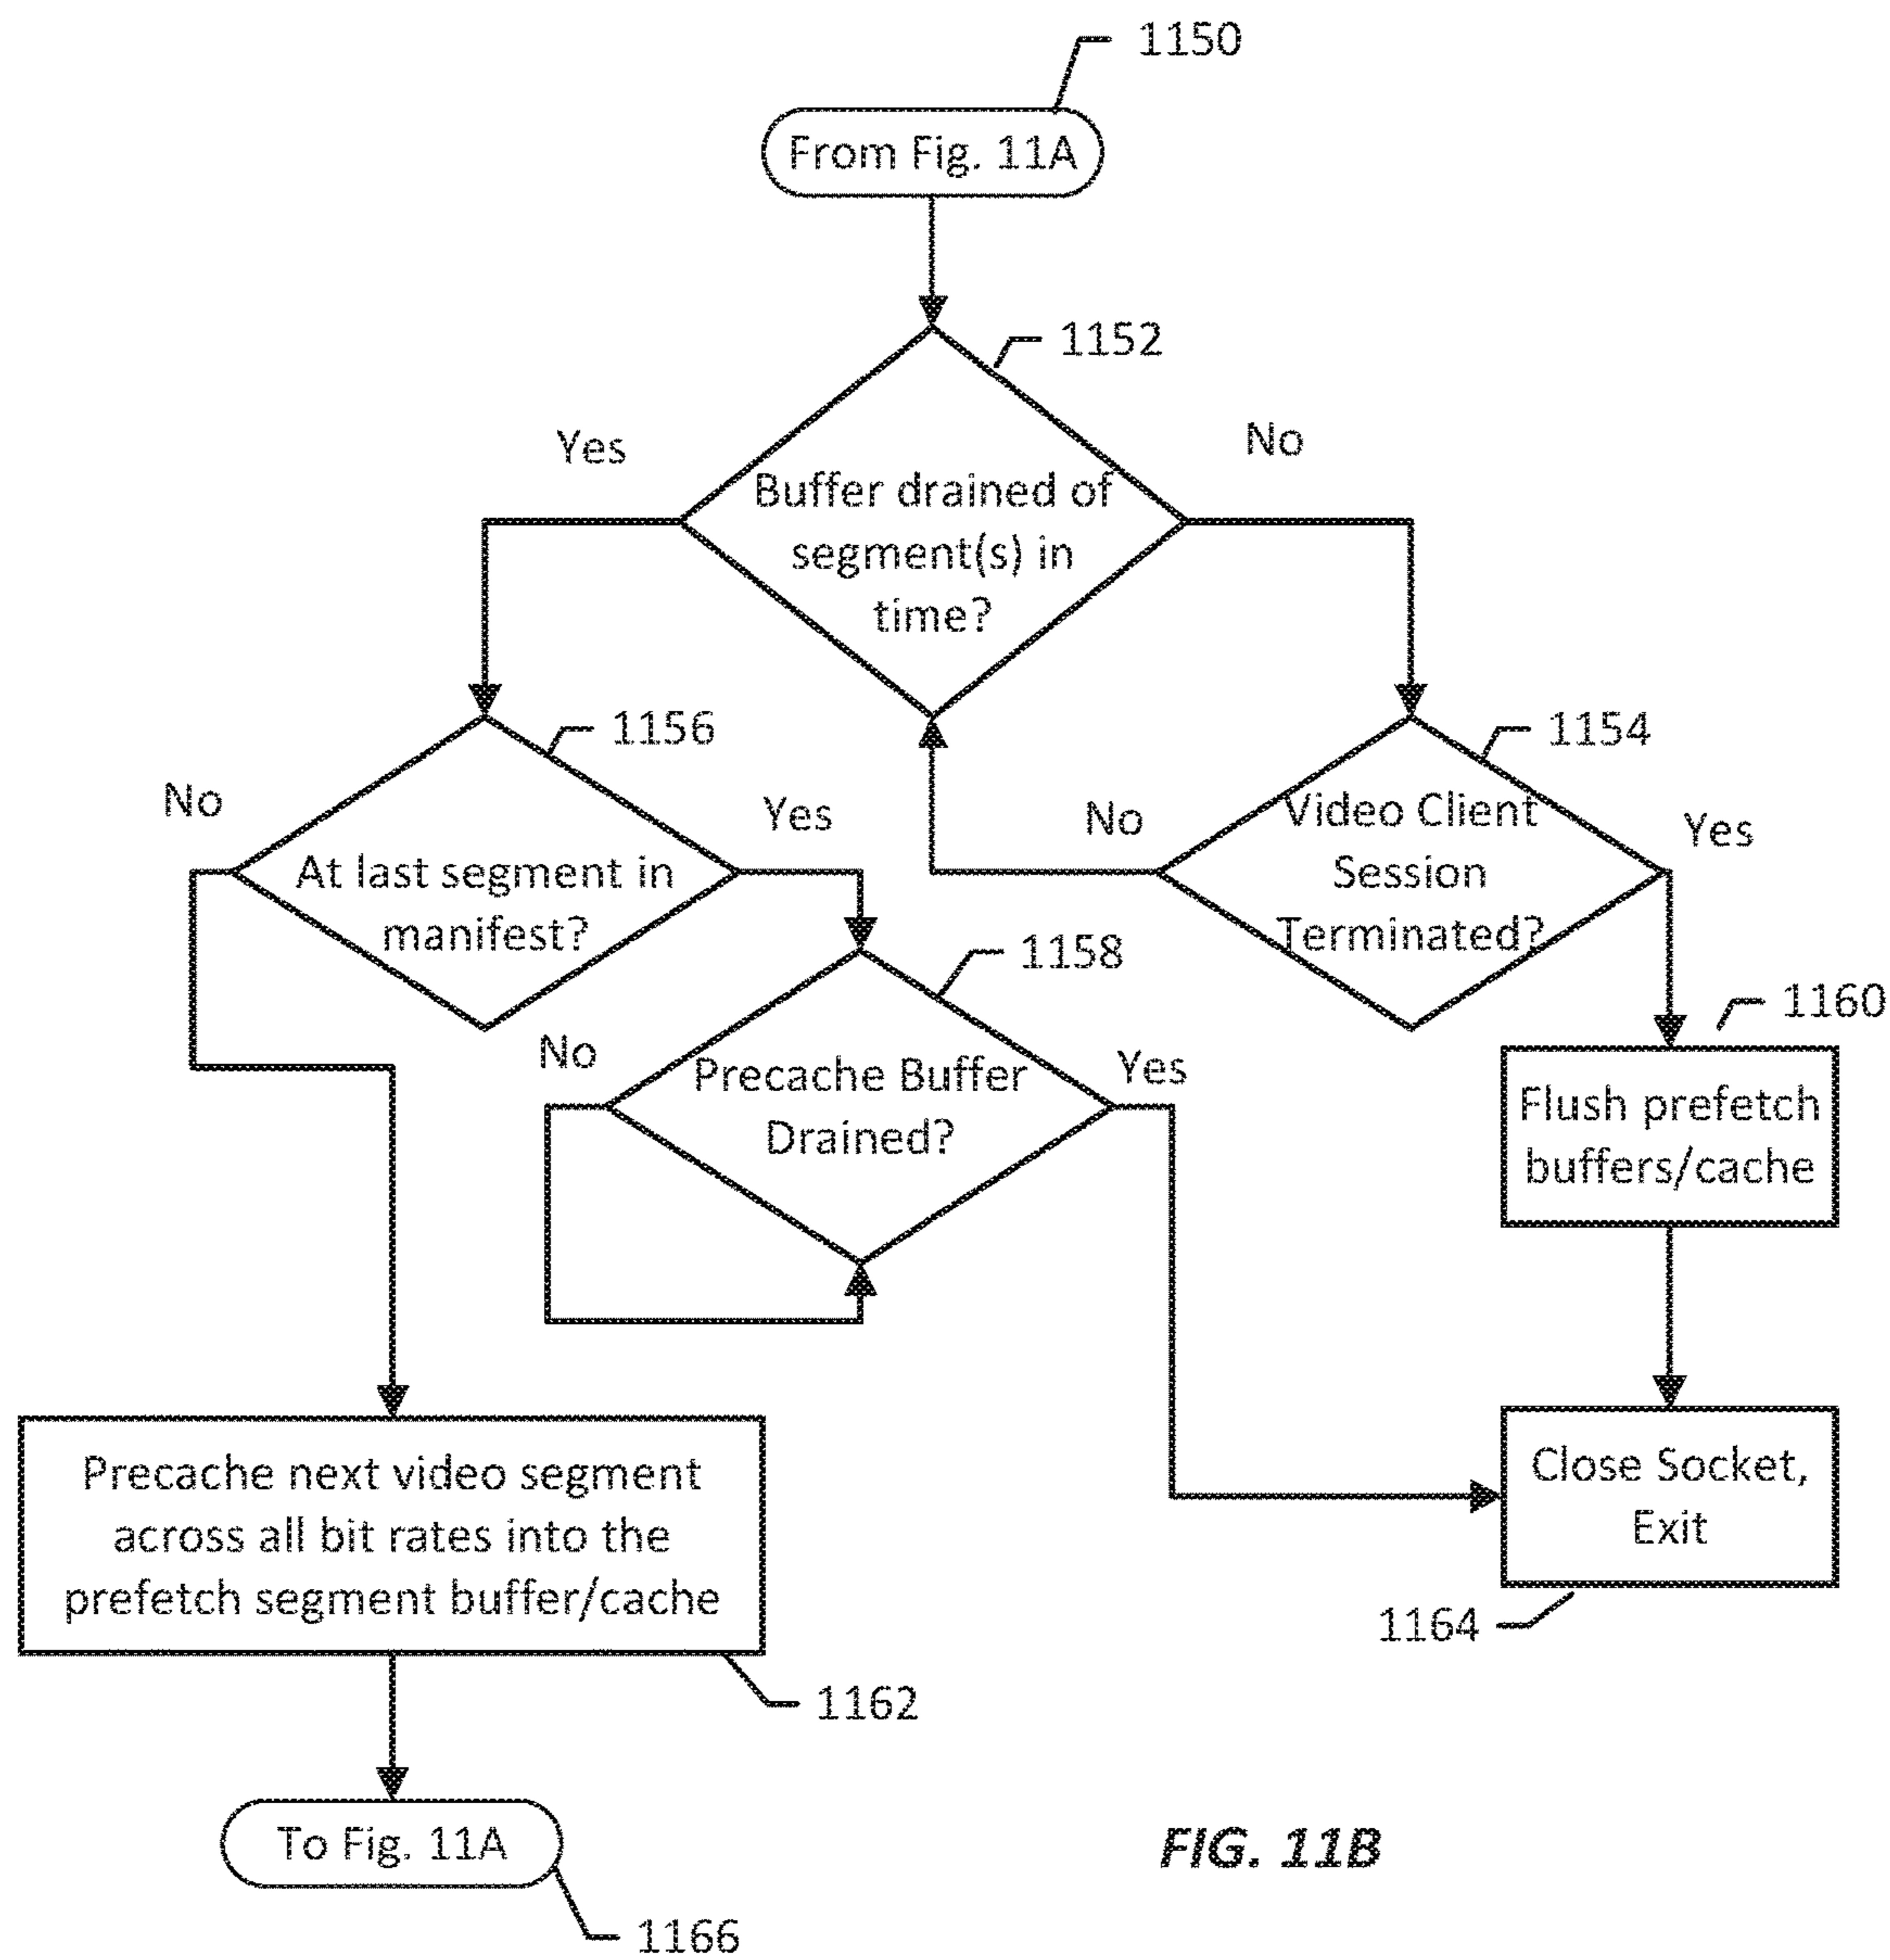 1150
From Fig. 11A
1152
Yes
No
Buffer drained of
segment(s) in
time?
1156
1154
No
Yes
No
Video Client
Session
Terminated?
Yes
At last segment in
manifest?
1158
1160
No
Precache Buffer
Drained?
Yes
Flush prefetch
buffers/cache
Precache next video segment
across all bit rates into the
prefetch segment buffer/cache
Close Socket,
Exit
1164
1162
To Fig. 11A
FIG. 11B
1166